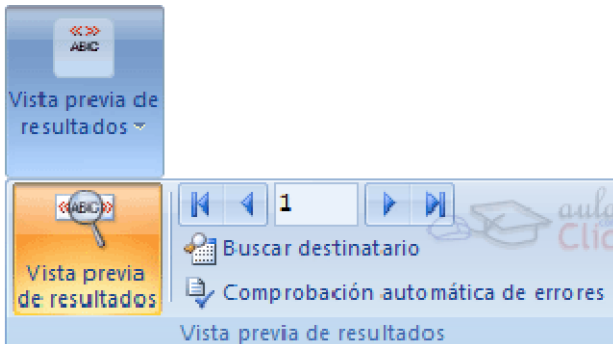 «»
ABC
Vista previa de
resultados
«ABC»
1
Buscar destinatario
Vista previa
de resultados
Comprobación automática de errores
Vista previa de resultados
aula
Clic